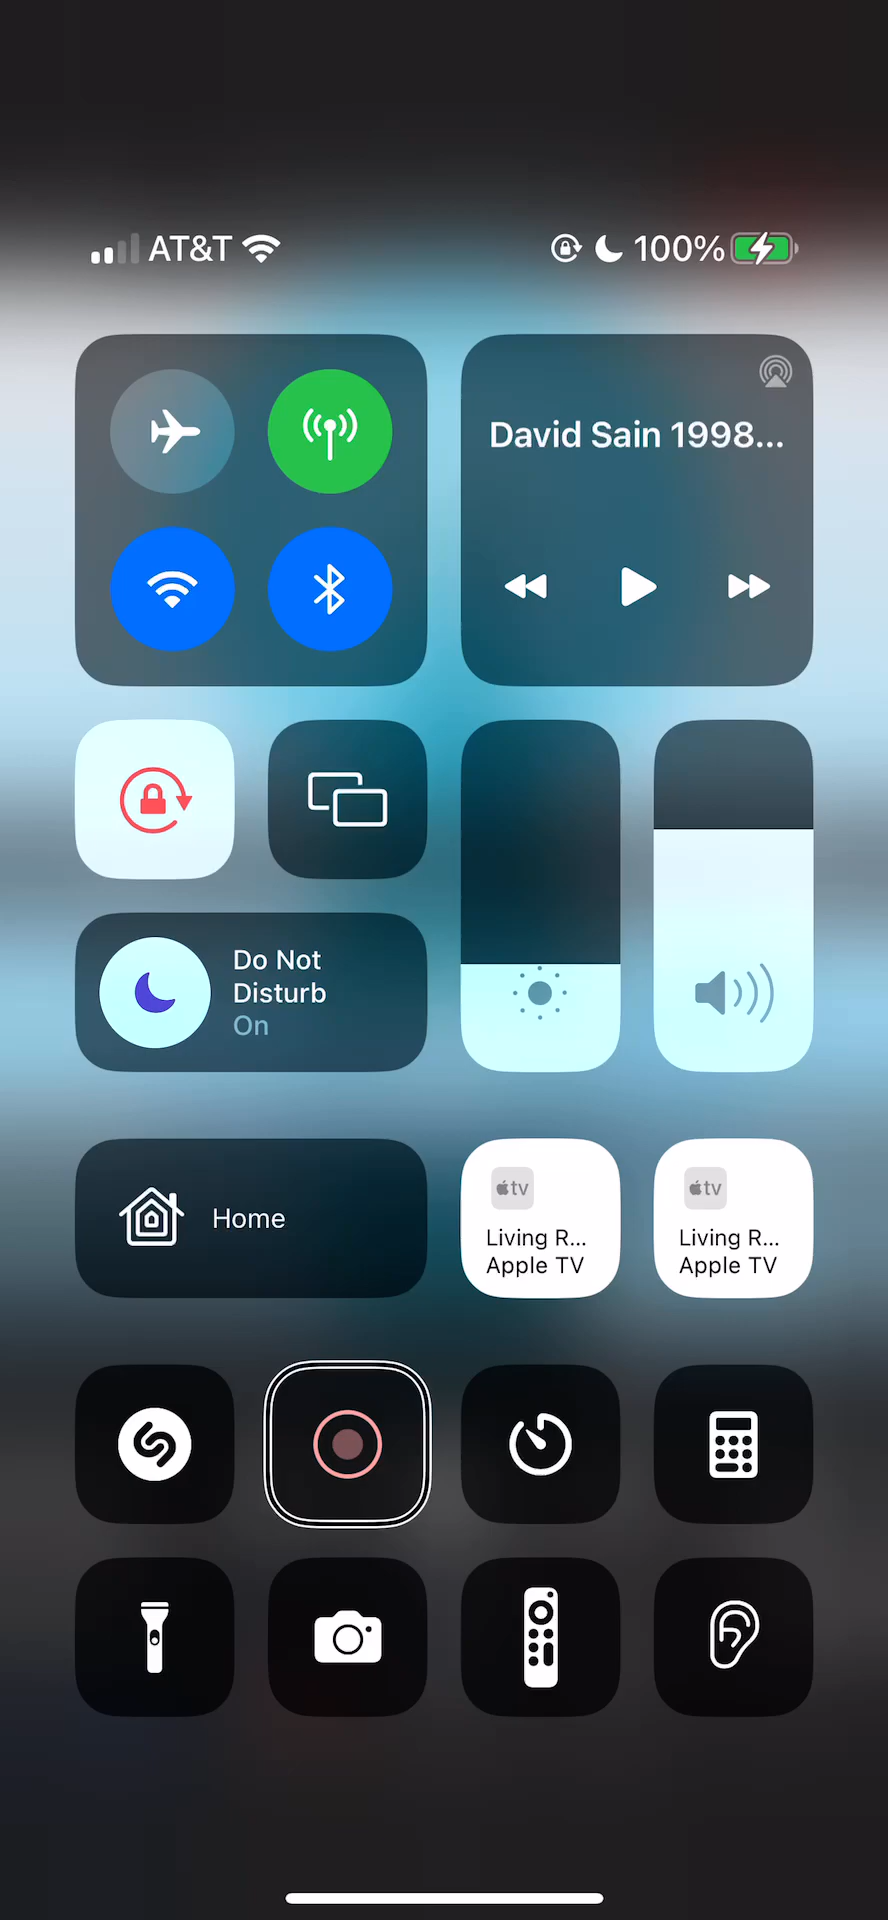 AT&T 100%
David Sain 1998...
Do Not
Disturb
On
Home
tv
Living R...
Apple TV
tv
Living R...
Apple TV